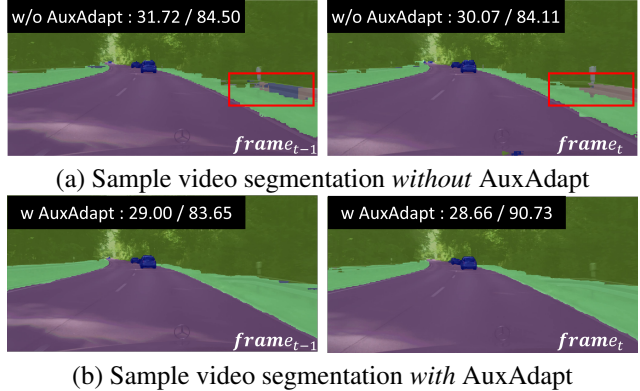 w/o AuxAdapt : 31.72 / 84.50
w/o AuxAdapt : 30.07 / 84.11
frame_{t-1}
frame_t
(a) Sample video segmentation without AuxAdapt
w AuxAdapt : 29.00 / 83.65
w AuxAdapt : 28.66 / 90.73
frame_{t-1}
frame_t
(b) Sample video segmentation with AuxAdapt